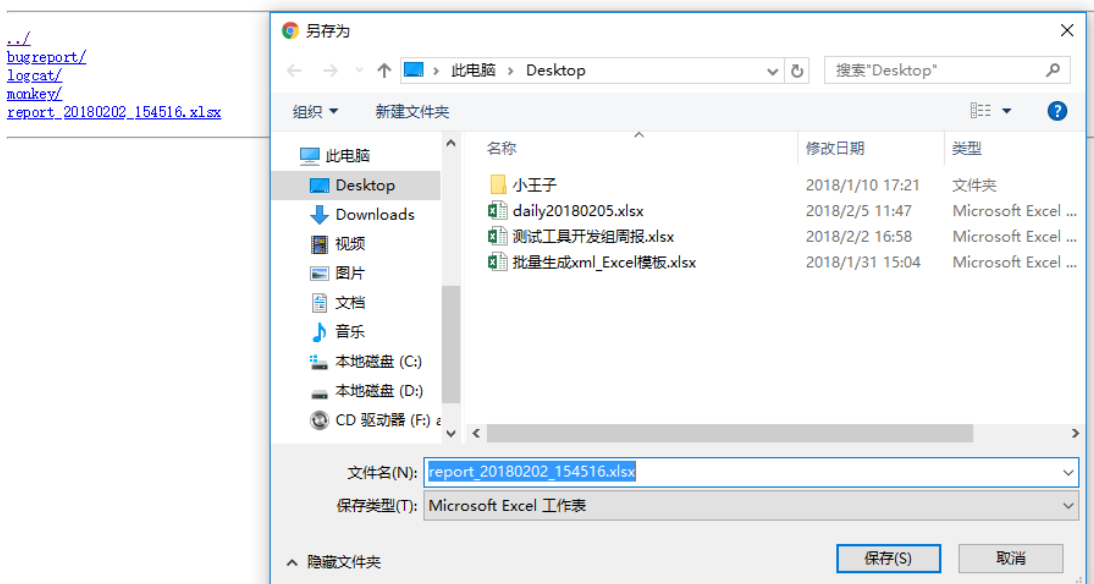 ../
bugreport/
logcat/
monkey/
report_20180202_154516.xlsx
另存为
此电脑 › Desktop
搜索"Desktop"
组织 新建文件夹
名称 修改日期 类型
小王子 2018/1/10 17:21 文件夹
daily20180205.xlsx 2018/2/5 11:47 Microsoft Excel ...
测试工具开发组周报.xlsx 2018/2/2 16:58 Microsoft Excel ...
批量生成xml_Excel模板.xlsx 2018/1/31 15:04 Microsoft Excel ...
此电脑
Desktop
Downloads
视频
图片
文档
音乐
本地磁盘 (C:)
本地磁盘 (D:)
CD 驱动器 (F:) a
文件名(N): report_20180202_154516.xlsx
保存类型(T): Microsoft Excel 工作表
隐藏文件夹
保存(S) 取消